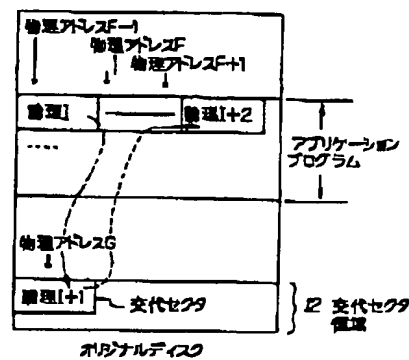 物理アドレスF-1
物理アドレスF
物理アドレスF+1
論理I
論理I+2
アプリケーション
プログラム
物理アドレスG
論理I+1
交代セクタ
12 交代セクタ
領域
オリジナルディスク